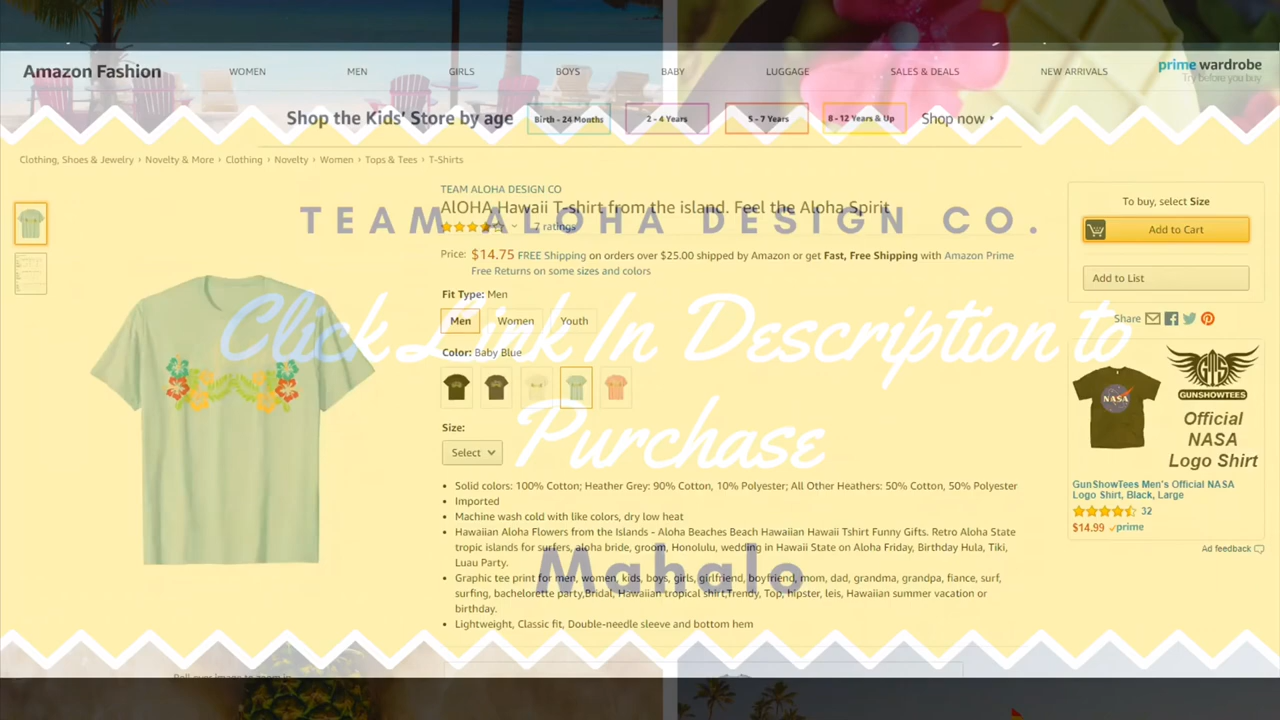 Amazon Fashion
WOMEN
MEN
GIRLS
BOYS
BABY
LUGGAGE
SALES & DEALS
NEW ARRIVALS
prime wardrobe
Try before you buy
Shop the Kids' Store by age
Birth - 24 Months
2 - 4 Years
5 - 7 Years
8 - 12 Years & Up
Shop now
Clothing, Shoes & Jewelry › Novelty & More › Clothing › Novelty › Women › Tops & Tees › T-Shirts
TEAM ALOHA DESIGN CO
AlOHA Hawaii T-shirt from the island. Feel the Aloha Spirit
TEAM ALOHA DESIGN CO.
7 ratings
Price: $14.75 FREE Shipping on orders over $25.00 shipped by Amazon or get Fast, Free Shipping with Amazon Prime
Free Returns on some sizes and colors
Fit Type: Men
Men
Women
Youth
Click Link In Description to
Purchase
Color: Baby Blue
Size:
Select
Solid colors: 100% Cotton; Heather Grey: 90% Cotton, 10% Polyester; All Other Heathers: 50% Cotton, 50% Polyester
Imported
Machine wash cold with like colors, dry low heat
Hawaiian Aloha Flowers from the Islands - Aloha Beaches Beach Hawaiian Hawaii Tshirt Funny Gifts. Retro Aloha State
tropic islands for surfers, aloha bride, groom, Honolulu, wedding in Hawaii State on Aloha Friday, Birthday Hula, Tiki,
Luau Party.
Graphic tee print for men, women, kids, boys, girls,girlfriend, boyfriend, mom, dad, grandma, grandpa, fiance, surf,
surfing, bachelorette party,Bridal, Hawaiian tropical shirt,Trendy, Top, hipster, leis, Hawaiian summer vacation or
birthday.
Lightweight, Classic fit, Double-needle sleeve and bottom hem
Mahalo
To buy, select Size
Add to Cart
Add to List
Share
NASA
GTS
GUNSHOWTEES
Official
NASA
Logo Shirt
GunShowTees Men's Official NASA
Logo Shirt, Black, Large
32
$14.99 prime
Ad feedback
Roll over image to zoom in